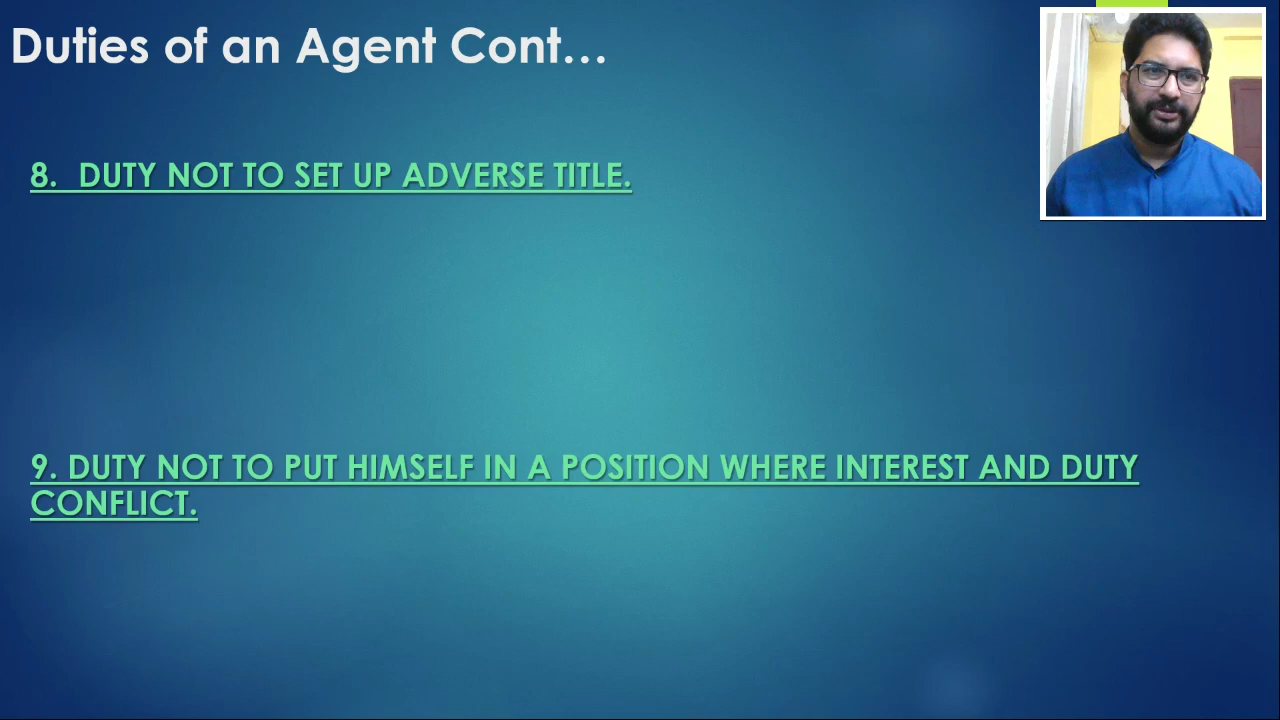 Duties of an Agent Cont…
8. DUTY NOT TO SET UP ADVERSE TITLE.
9. DUTY NOT TO PUT HIMSELF IN A POSITION WHERE INTEREST AND DUTY
CONFLICT.